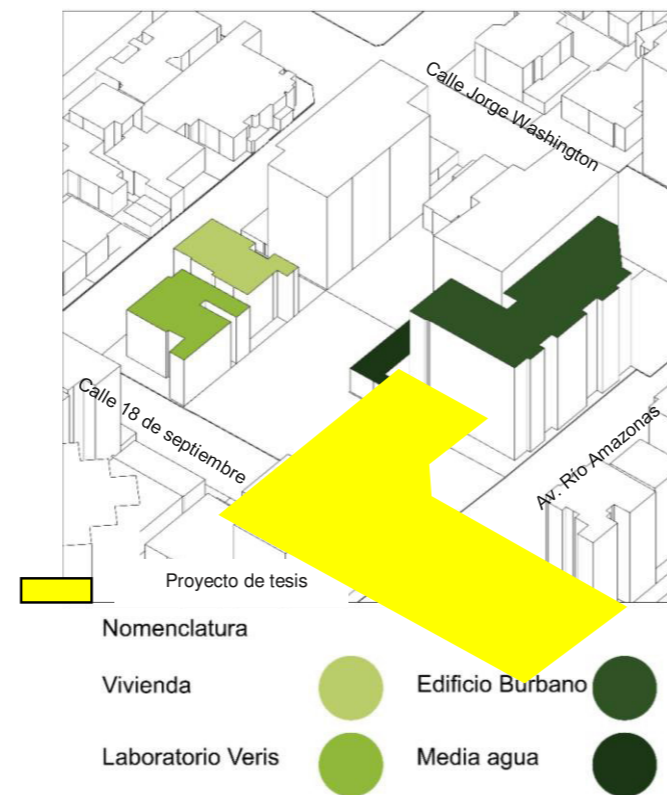 Calle Jorge Washington
Calle 18 de septiembre
Av. Río Amazonas
Proyecto de tesis
Nomenclatura
Vivienda
Edificio Burbano
Laboratorio Veris
Media agua